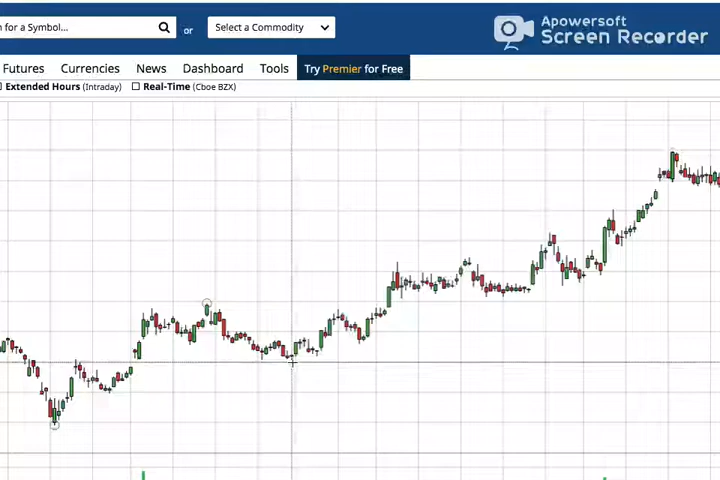 n for a Symbol...
or
Select a Commodity
Apowersoft
Screen Recorder
Futures
Currencies
News
Dashboard
Tools
Try Premier for Free
Extended Hours (Intraday)
Real-Time (Cboe BZX)